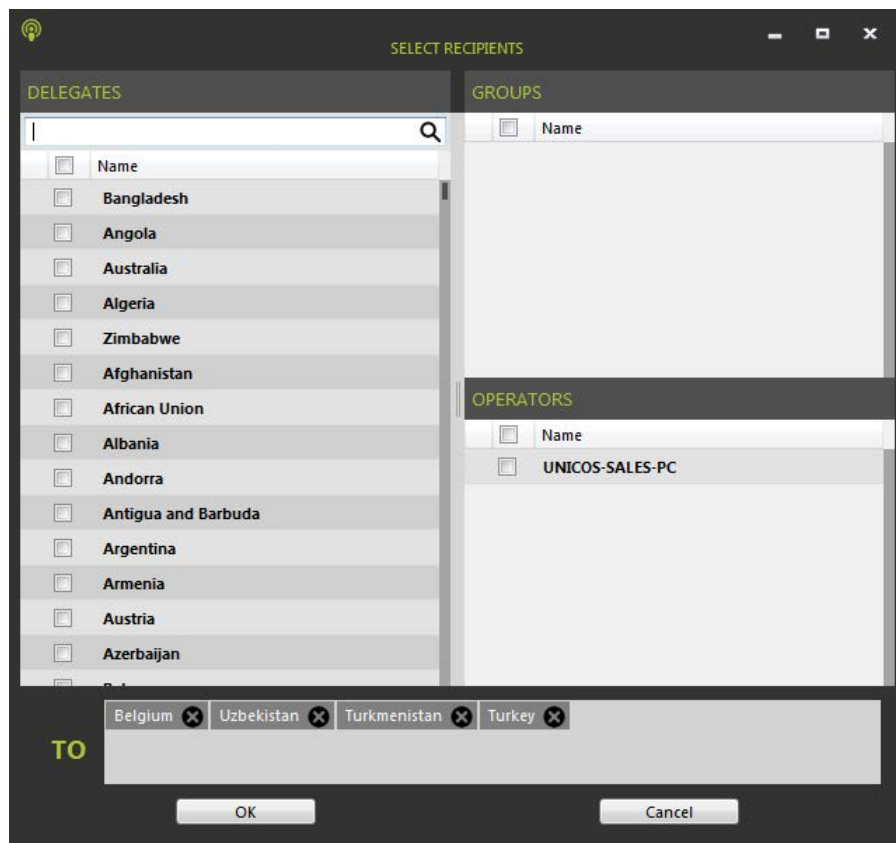 SELECT RECIPIENTS
DELEGATES
Name
Bangladesh
Angola
Australia
Algeria
Zimbabwe
Afghanistan
African Union
Albania
Andorra
Antigua and Barbuda
Argentina
Armenia
Austria
Azerbaijan
GROUPS
Name
OPERATORS
Name
UNICOS-SALES-PC
TO
Belgium Uzbekistan Turkmenistan Turkey
OK Cancel